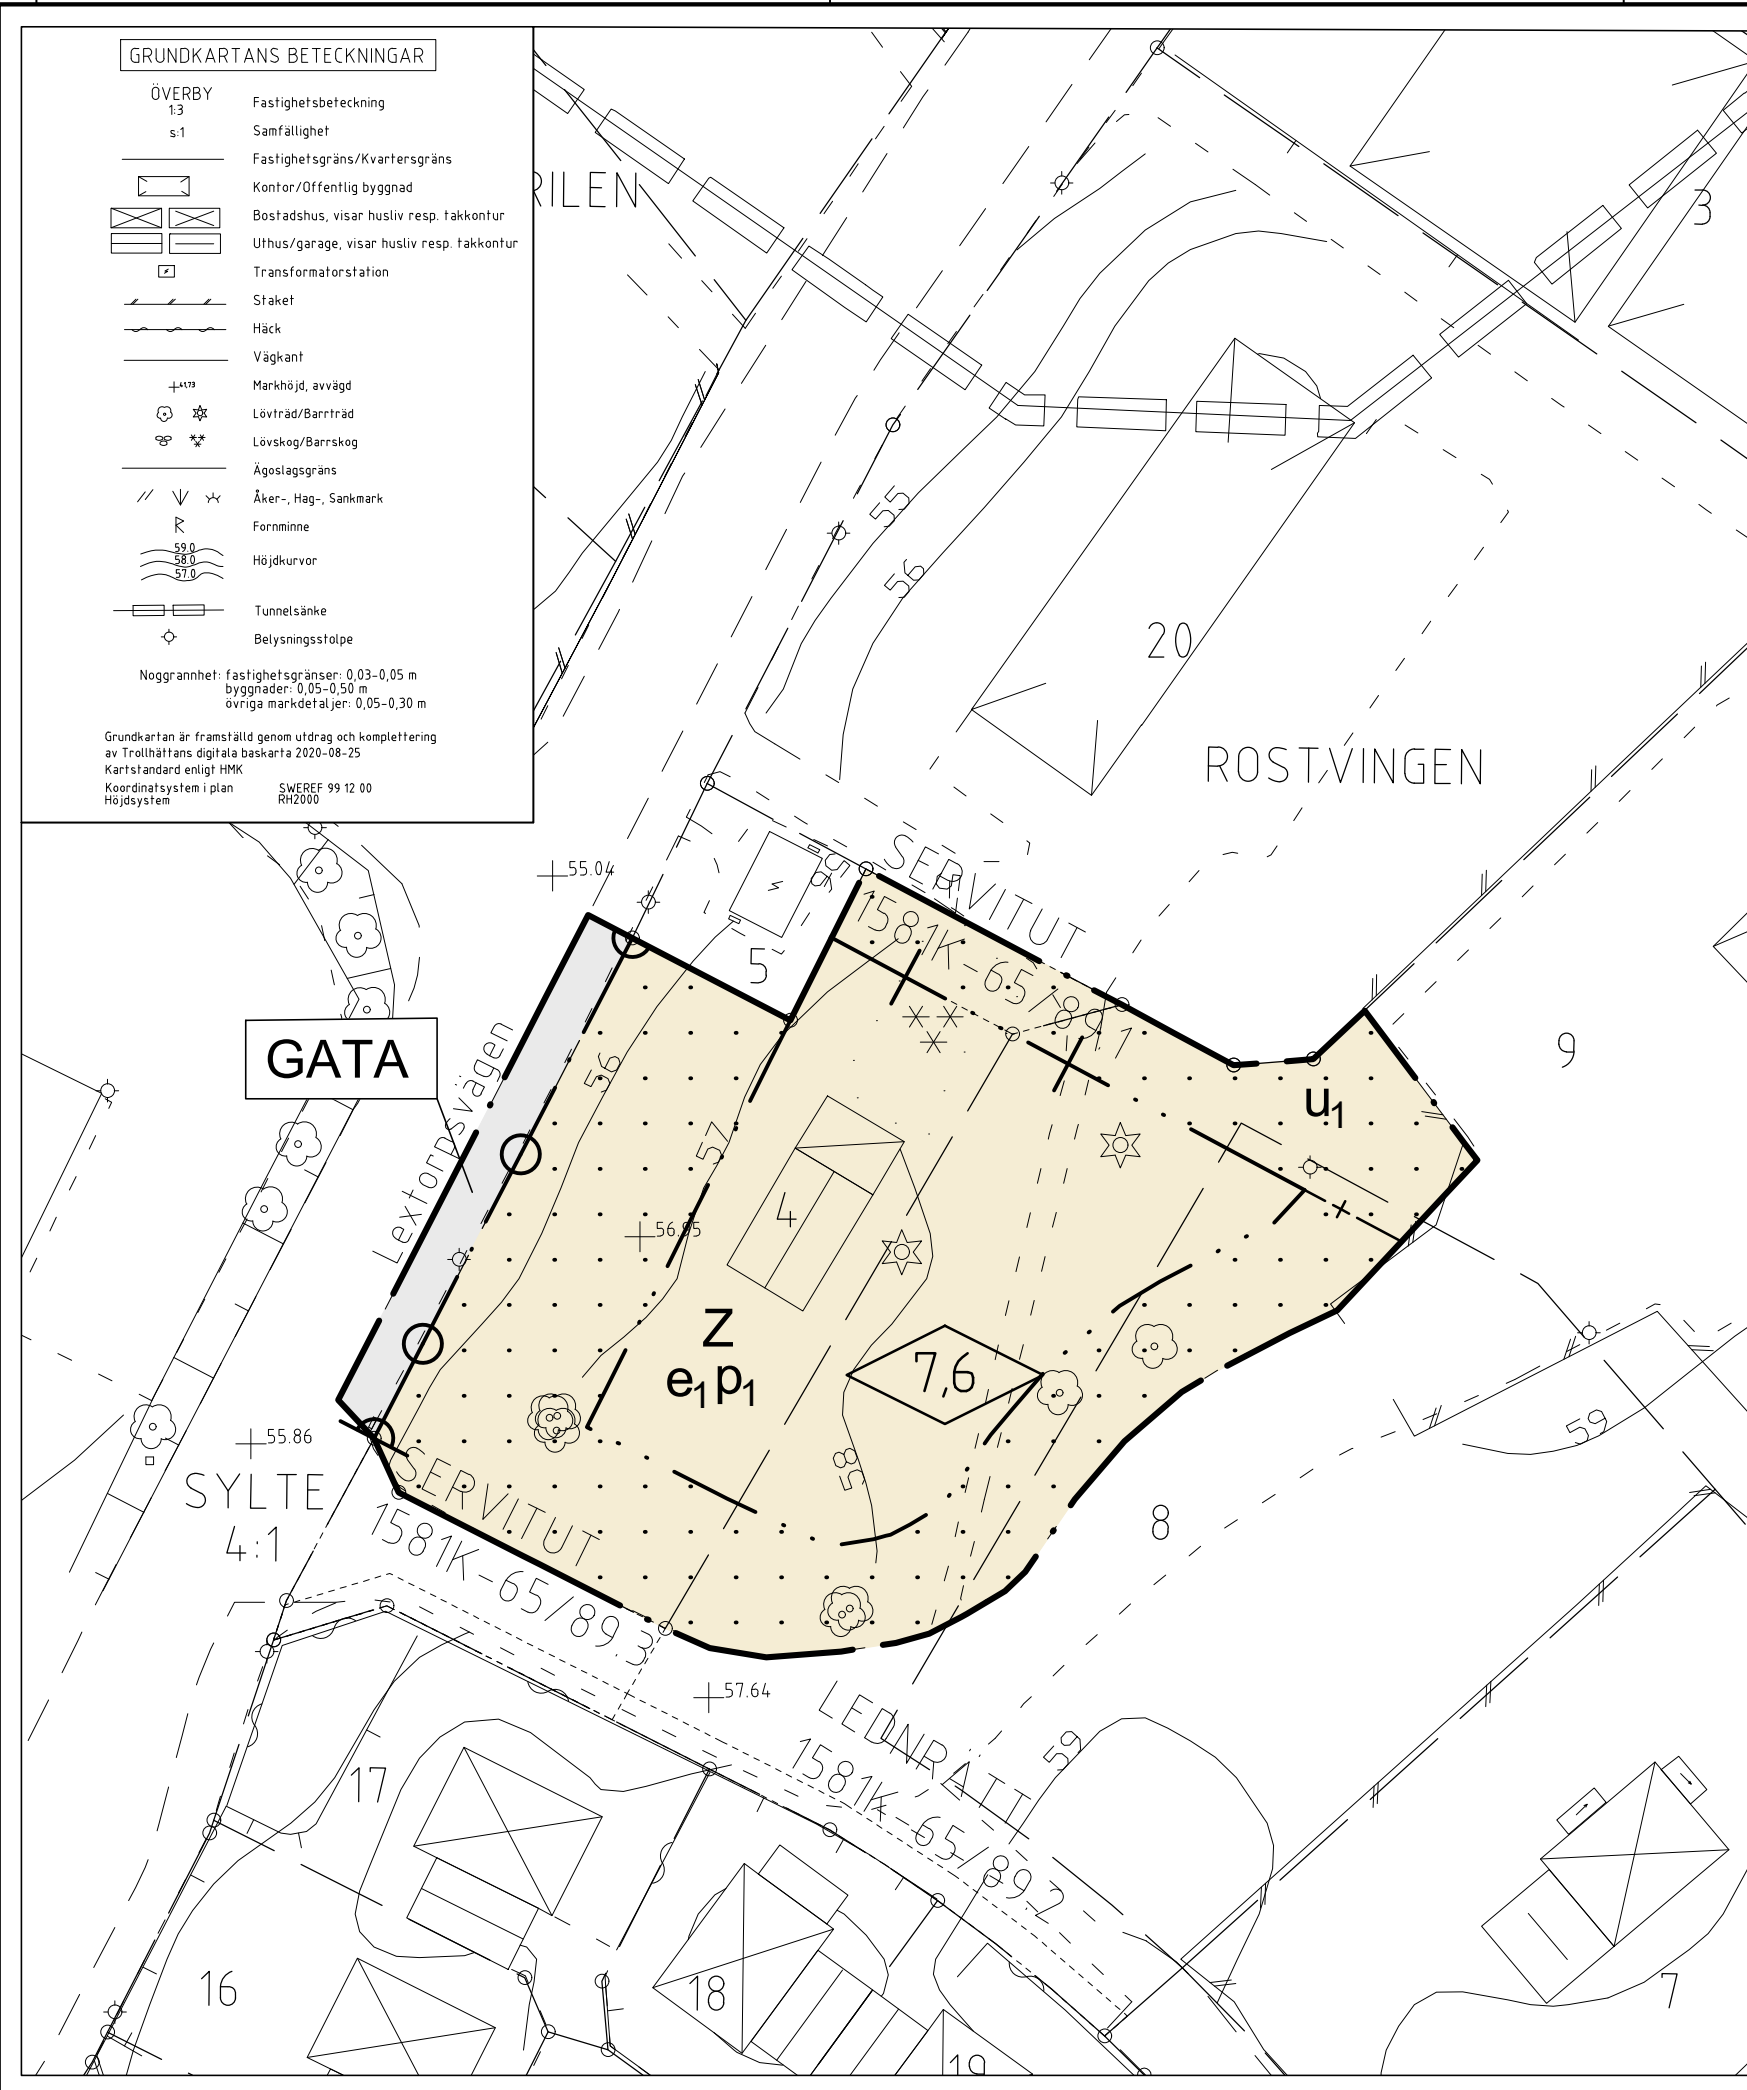 GRUNDKARTANS BETECKNINGAR
ÖVERBY
1:3
Fastighetsbeteckning
s:1
Samfällighet
Fastighetsgräns/Kvartersgräns
Kontor/Offentlig byggnad
Bostadshus, visar husliv resp. takkontur
Uthus/garage, visar husliv resp. takkontur
Transformatorstation
Staket
Häck
Vägkant
+41.73
Markhöjd, avvägd
Lövträd/Barrträd
Lövskog/Barrskog
Ägoslagsgräns
Åker-, Hag-, Sankmark
Fornminne
59.0
58.0
57.0
Höjdkurvor
Tunnelsänke
Belysningsstolpe
Noggrannhet: fastighetsgränser: 0,03-0,05 m
byggnader: 0,05-0,50 m
övriga markdetaljer: 0,05-0,30 m
Grundkartan är framställd genom utdrag och komplettering
av Trollhättans digitala baskarta 2020-08-25
Kartstandard enligt HMK
Koordinatsystem i plan SWEREF 99 12 00
Höjdsystem RH2000
RILEN
3
55
56
20
ROSTVINGEN
55.04
SERVITUT
1581K-65/89.1
5
GATA
Lextorpsvägen
56
57
9
u1
4
56.95
Z
e1 p1
7,6
58
55.86
SYLTE
4:1
SERVITUT
1581K-65/89.3
8
59
57.64
LEDNRÄTT
1581K-65/89.2
59
17
16
18
19
7